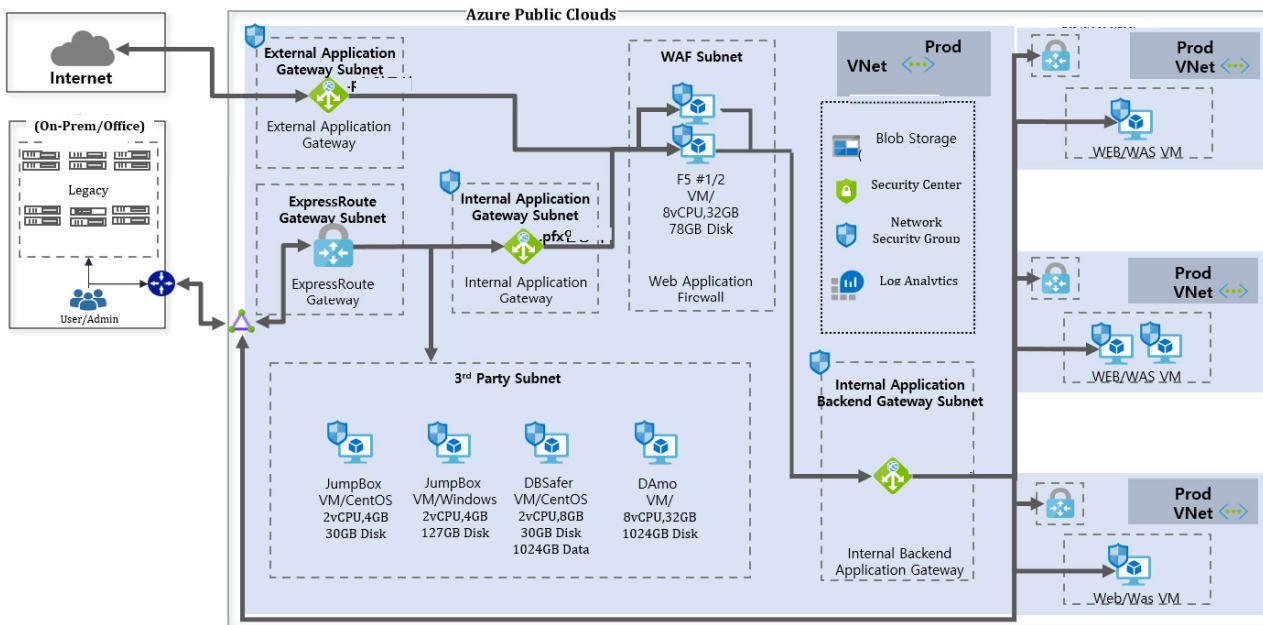 Azure Public Clouds
Internet
(On-Prem/Office)
Legacy
User/Admin
External Application
Gateway Subnet
External Application
Gateway
ExpressRoute
Gateway Subnet
ExpressRoute
Gateway
Internal Application
Gateway Subnet
.pfx
Internal Application
Gateway
WAF Subnet
F5 #1/2
VM/
8vCPU,32GB
78GB Disk
Web Application
Firewall
Prod
VNet
Blob Storage
Security Center
Network
Security Group
Log Analytics
3rd Party Subnet
JumpBox
VM/CentOS
2vCPU,4GB
30GB Disk
JumpBox
VM/Windows
2vCPU,4GB
127GB Disk
DBSafer
VM/CentOS
2vCPU,8GB
30GB Disk
1024GB Data
DAmo
VM/
8vCPU,32GB
1024GB Disk
Internal Application
Backend Gateway Subnet
Internal Backend
Application Gateway
Prod
VNet
WEB/WAS VM
Prod
VNet
WEB/WAS VM
Prod
VNet
Web/Was VM